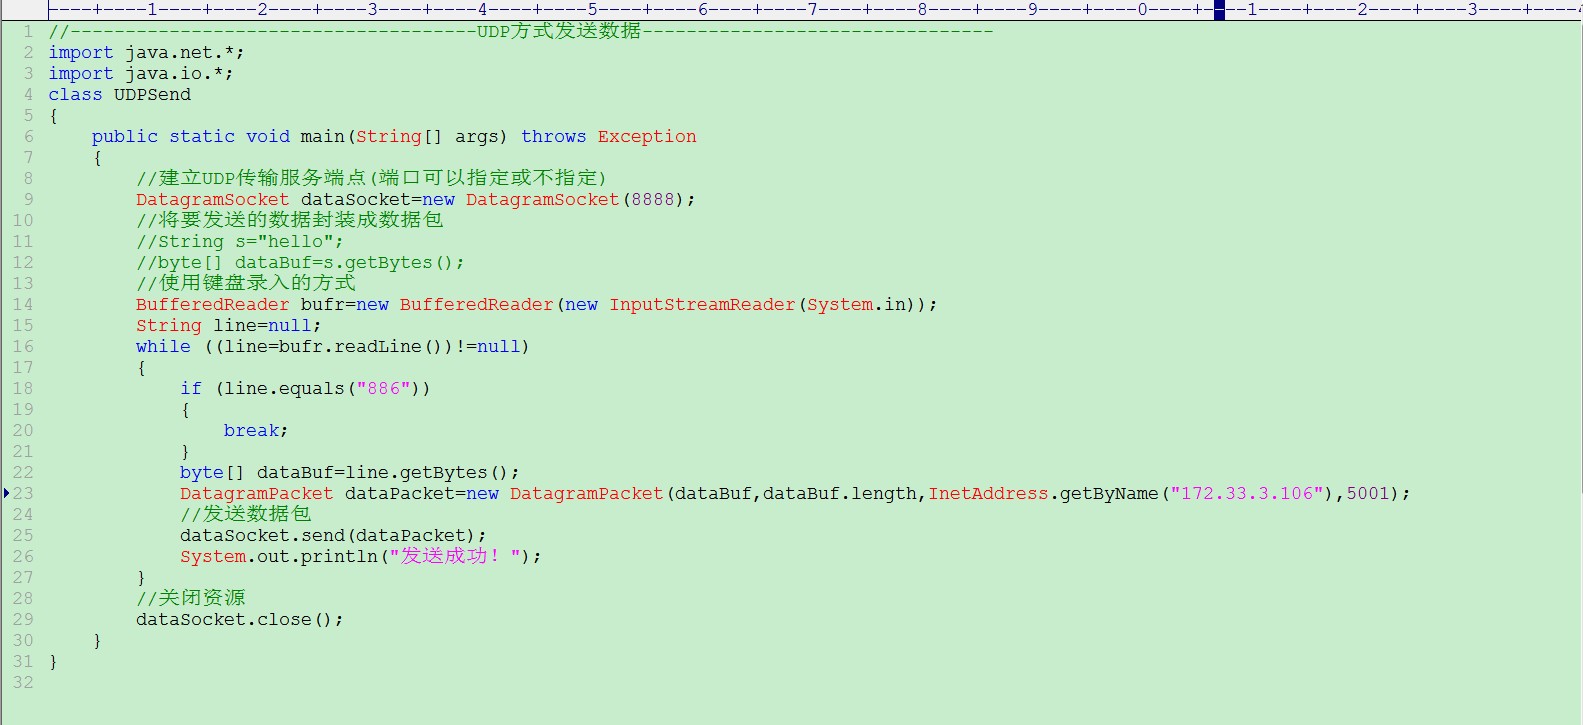 ----+----1----+----2----+----3----+----4----+----5----+----6----+----7----+----8----+----9----+----0----+----1----+----2----+----3----+----4
1 //-------------------------------------UDP方式发送数据--------------------------------
2 import java.net.*;
3 import java.io.*;
4 class UDPSend
5 {
6     public static void main(String[] args) throws Exception
7     {
8         //建立UDP传输服务端点(端口可以指定或不指定)
9         DatagramSocket dataSocket=new DatagramSocket(8888);
10         //将要发送的数据封装成数据包
11         //String s="hello";
12         //byte[] dataBuf=s.getBytes();
13         //使用键盘录入的方式
14         BufferedReader bufr=new BufferedReader(new InputStreamReader(System.in));
15         String line=null;
16         while ((line=bufr.readLine())!=null)
17         {
18             if (line.equals("886"))
19             {
20                 break;
21             }
22             byte[] dataBuf=line.getBytes();
23             DatagramPacket dataPacket=new DatagramPacket(dataBuf,dataBuf.length,InetAddress.getByName("172.33.3.106"),5001);
24             //发送数据包
25             dataSocket.send(dataPacket);
26             System.out.println("发送成功！");
27         }
28         //关闭资源
29         dataSocket.close();
30     }
31 }
32